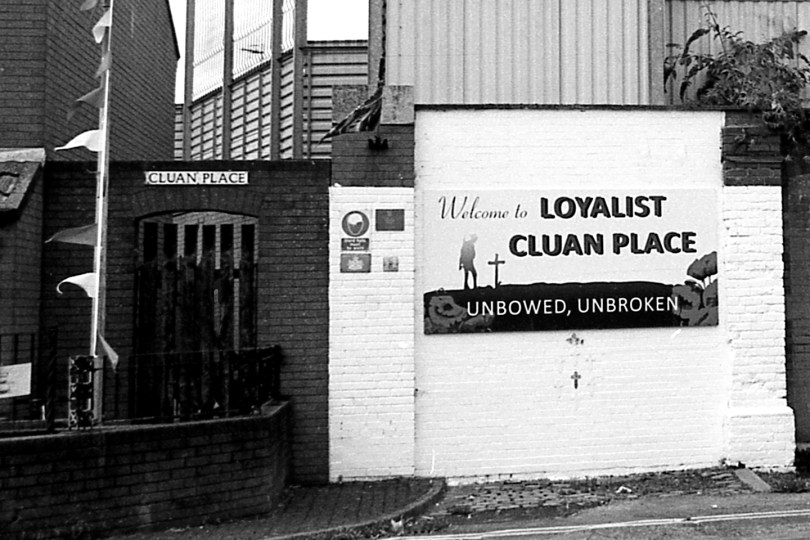 CLUAN PLACE
Welcome to LOYALIST
CLUAN PLACE
UNBOWED, UNBROKEN